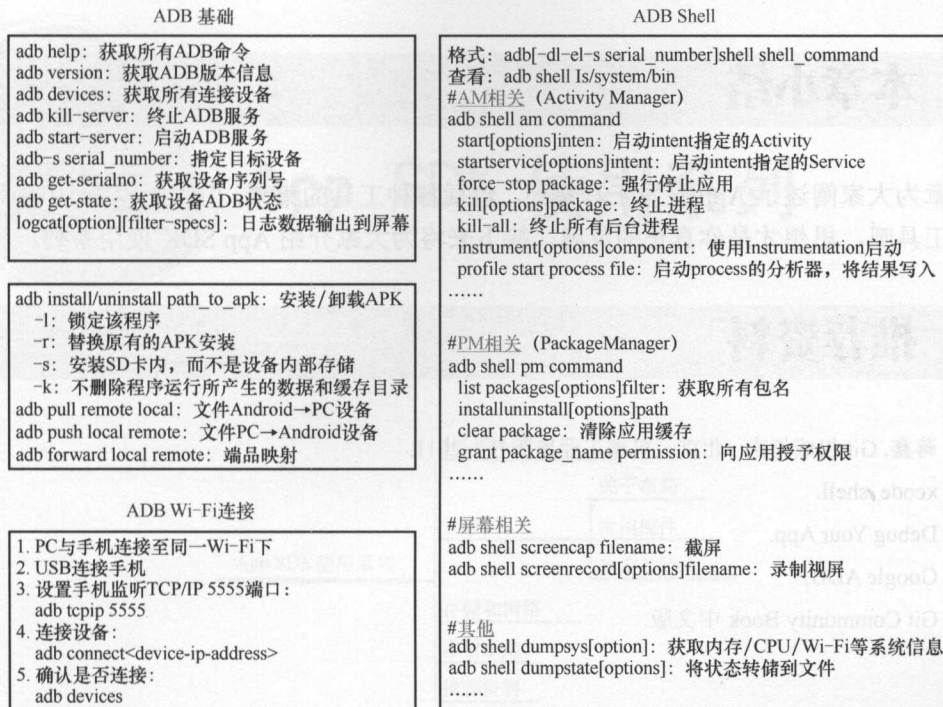 ADB 基础
adb help：获取所有ADB命令
adb version：获取ADB版本信息
adb devices：获取所有连接设备
adb kill-server：终止ADB服务
adb start-server：启动ADB服务
adb-s serial_number：指定目标设备
adb get-serialno：获取设备序列号
adb get-state：获取设备ADB状态
logcat[option][filter-specs]：日志数据输出到屏幕
adb install/uninstall path_to_apk：安装/卸载APK
-l：锁定该程序
-r：替换原有的APK安装
-s：安装SD卡内，而不是设备内部存储
-k：不删除程序运行所产生的数据和缓存目录
adb pull remote local：文件Android→PC设备
adb push local remote：文件PC→Android设备
adb forward local remote：端品映射
ADB Wi-Fi连接
1. PC与手机连接至同一Wi-Fi下
2. USB连接手机
3. 设置手机监听TCP/IP 5555端口：
adb tcpip 5555
4. 连接设备：
adb connect<device-ip-address>
5. 确认是否连接：
adb devices
ADB Shell
格式：adb[-dl-el-s serial_number]shell shell_command
查看：adb shell Is/system/bin
#AM相关（Activity Manager）
adb shell am command
start[options]inten：启动intent指定的Activity
startservice[options]intent：启动intent指定的Service
force-stop package：强行停止应用
kill[options]package：终止进程
kill-all：终止所有后台进程
instrument[options]component：使用Instrumentation启动
profile start process file：启动process的分析器，将结果写入
……
#PM相关（PackageManager）
adb shell pm command
list packages[options]filter：获取所有包名
installuninstall[options]path
clear package：清除应用缓存
grant package_name permission：向应用授予权限
……
#屏幕相关
adb shell screencap filename：截屏
adb shell screenrecord[options]filename：录制视屏
#其他
adb shell dumpsys[option]：获取内存/CPU/Wi-Fi等系统信息
adb shell dumpstate[options]：将状态转储到文件
……